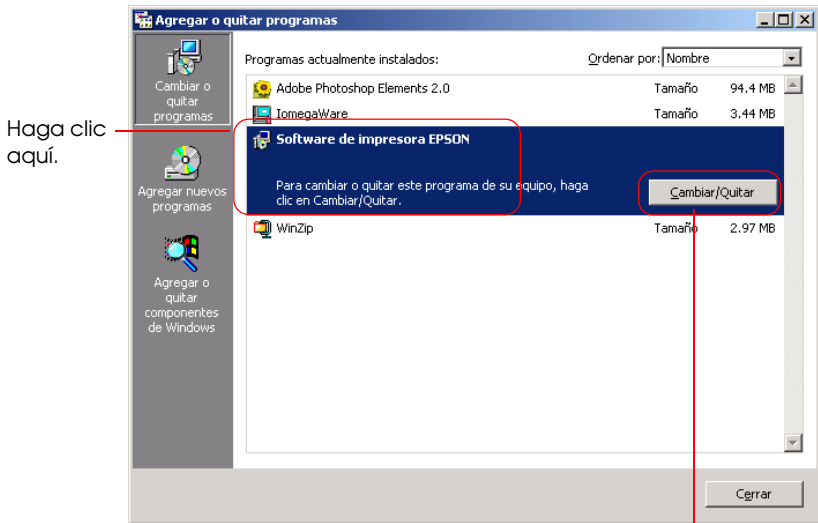 Agregar o quitar programas
Cambiar o
quitar
programas
Agregar nuevos
programas
Agregar o
quitar
componentes
de Windows
Haga clic
aquí.
Programas actualmente instalados:
Ordenar por: Nombre
Adobe Photoshop Elements 2.0 Tamaño 94.4 MB
IomegaWare Tamaño 3.44 MB
Software de impresora EPSON
Para cambiar o quitar este programa de su equipo, haga
clic en Cambiar/Quitar.
Cambiar/Quitar
WinZip Tamaño 2.97 MB
Cerrar